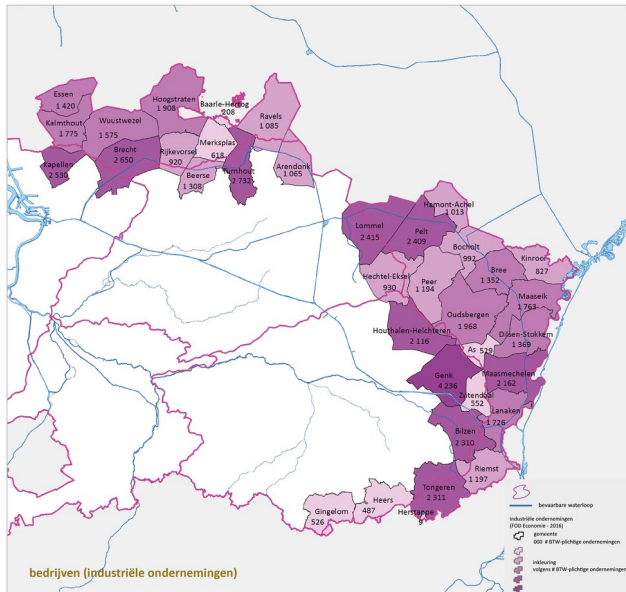 Essen
1 420
Hoogstraten
1 908
Baarle-Hertog
208
Kalmthout
1 775
Wuustwezel
1 575
Ravels
1 085
Merksplas
618
Brecht
2 650
Rijkevorsel
920
Kapellen
2 530
Turnhout
2 732
Arendonk
1 065
Beerse
1 308
Hamont-Achel
1 013
Lommel
2 415
Pelt
2 409
Bocholt
992
Kinrooi
827
Hechtel-Eksel
930
Peer
1 194
Bree
1 352
Maaseik
1 763
Oudsbergen
1 968
Houthalen-Helchteren
2 116
Dilsen-Stokkem
1 369
As 529
Genk
4 236
Maasmechelen
2 162
Zutendaal
552
Lanaken
1 726
Bilzen
2 310
Riemst
1 197
Tongeren
2 311
Heers
487
Herstappe
9
Gingelom
526
bevaarbare waterloop
Industriële ondernemingen
(FOD Economie - 2016)
gemeente
000 # BTW-plichtige ondernemingen
inkleuring
volgens # BTW-plichtige ondernemingen
bedrijven (industriële ondernemingen)